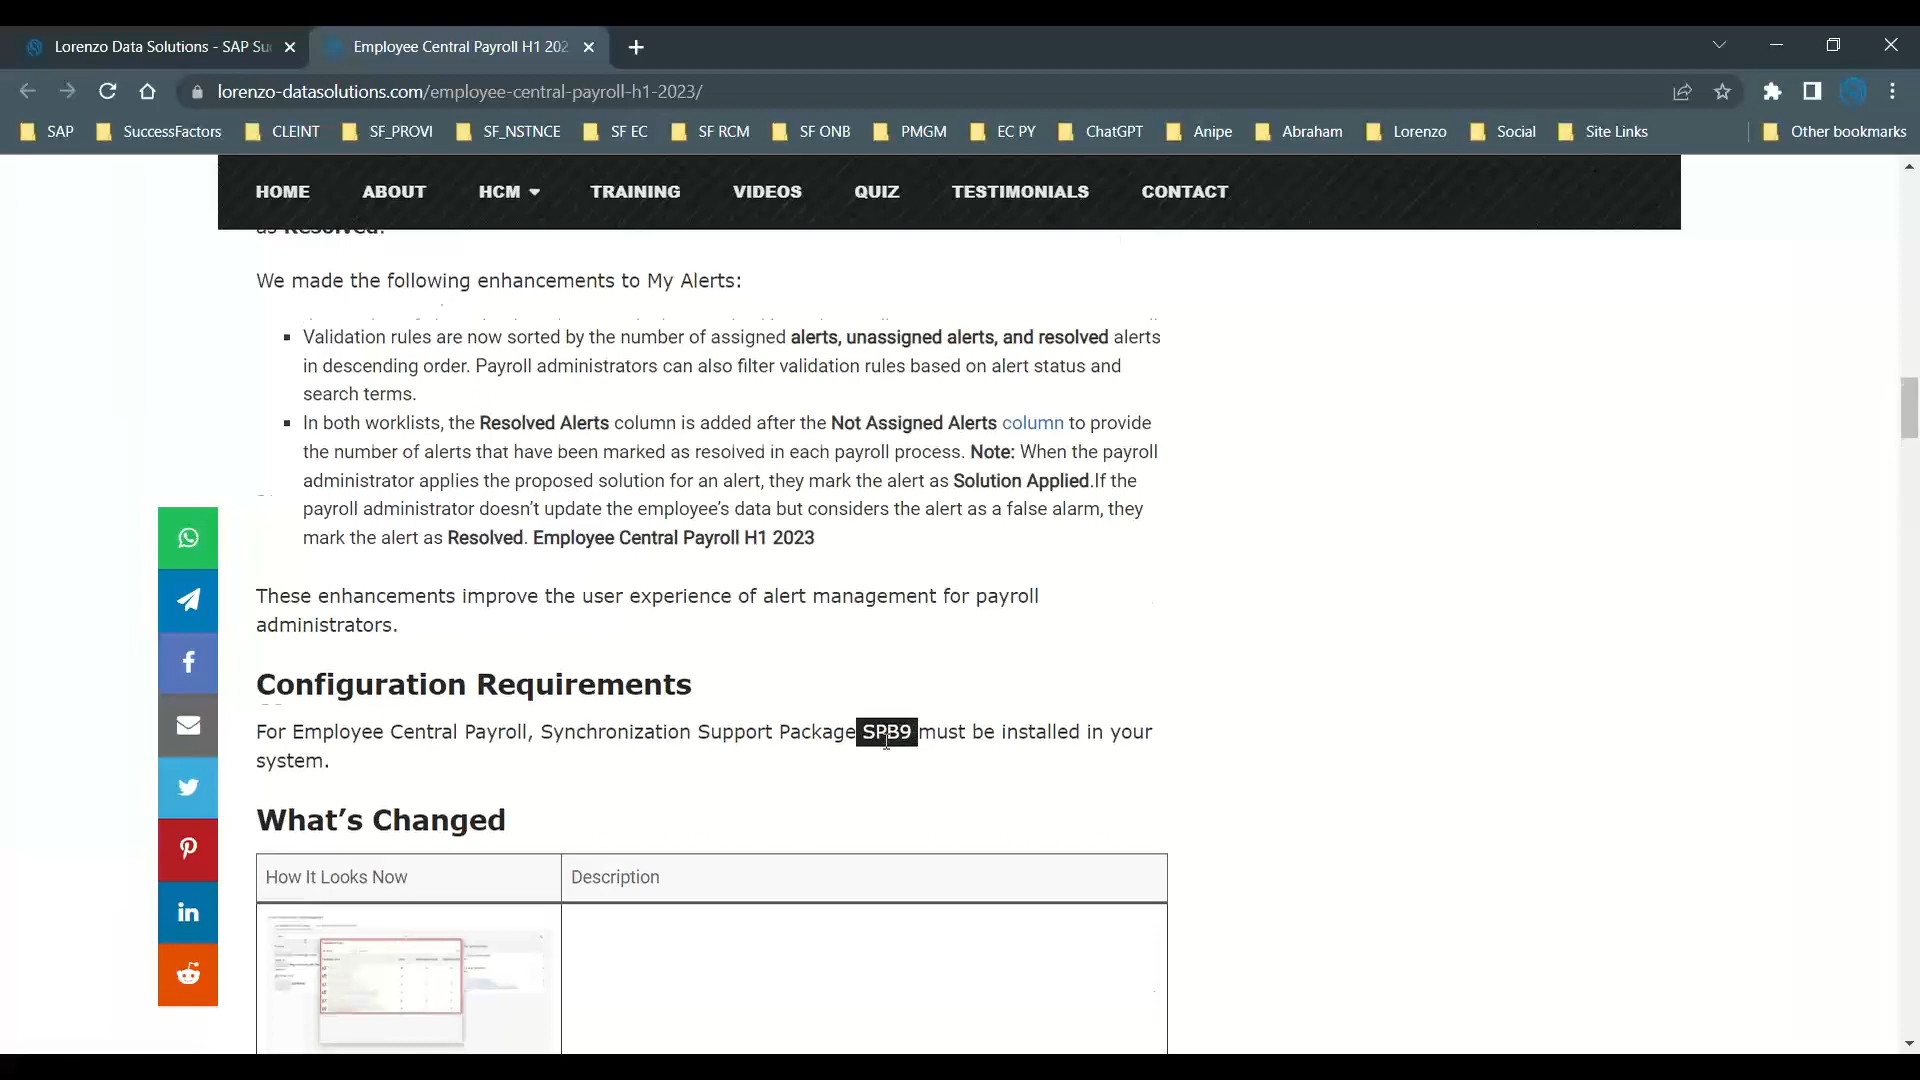 Lorenzo Data Solutions - SAP Su
Employee Central Payroll H1 202
lorenzo-datasolutions.com/employee-central-payroll-h1-2023/
SAP SuccessFactors CLEINT SF_PROVI SF_NSTNCE SF EC SF RCM SF ONB PMGM EC PY ChatGPT Anipe Abraham Lorenzo Social Site Links Other bookmarks
HOME ABOUT HCM TRAINING VIDEOS QUIZ TESTIMONIALS CONTACT
as Resolved.
We made the following enhancements to My Alerts:
Validation rules are now sorted by the number of assigned alerts, unassigned alerts, and resolved alerts
in descending order. Payroll administrators can also filter validation rules based on alert status and
search terms.
In both worklists, the Resolved Alerts column is added after the Not Assigned Alerts column to provide
the number of alerts that have been marked as resolved in each payroll process. Note: When the payroll
administrator applies the proposed solution for an alert, they mark the alert as Solution Applied.If the
payroll administrator doesn’t update the employee’s data but considers the alert as a false alarm, they
mark the alert as Resolved. Employee Central Payroll H1 2023
These enhancements improve the user experience of alert management for payroll
administrators.
Configuration Requirements
For Employee Central Payroll, Synchronization Support Package SPB9 must be installed in your
system.
What’s Changed
How It Looks Now Description